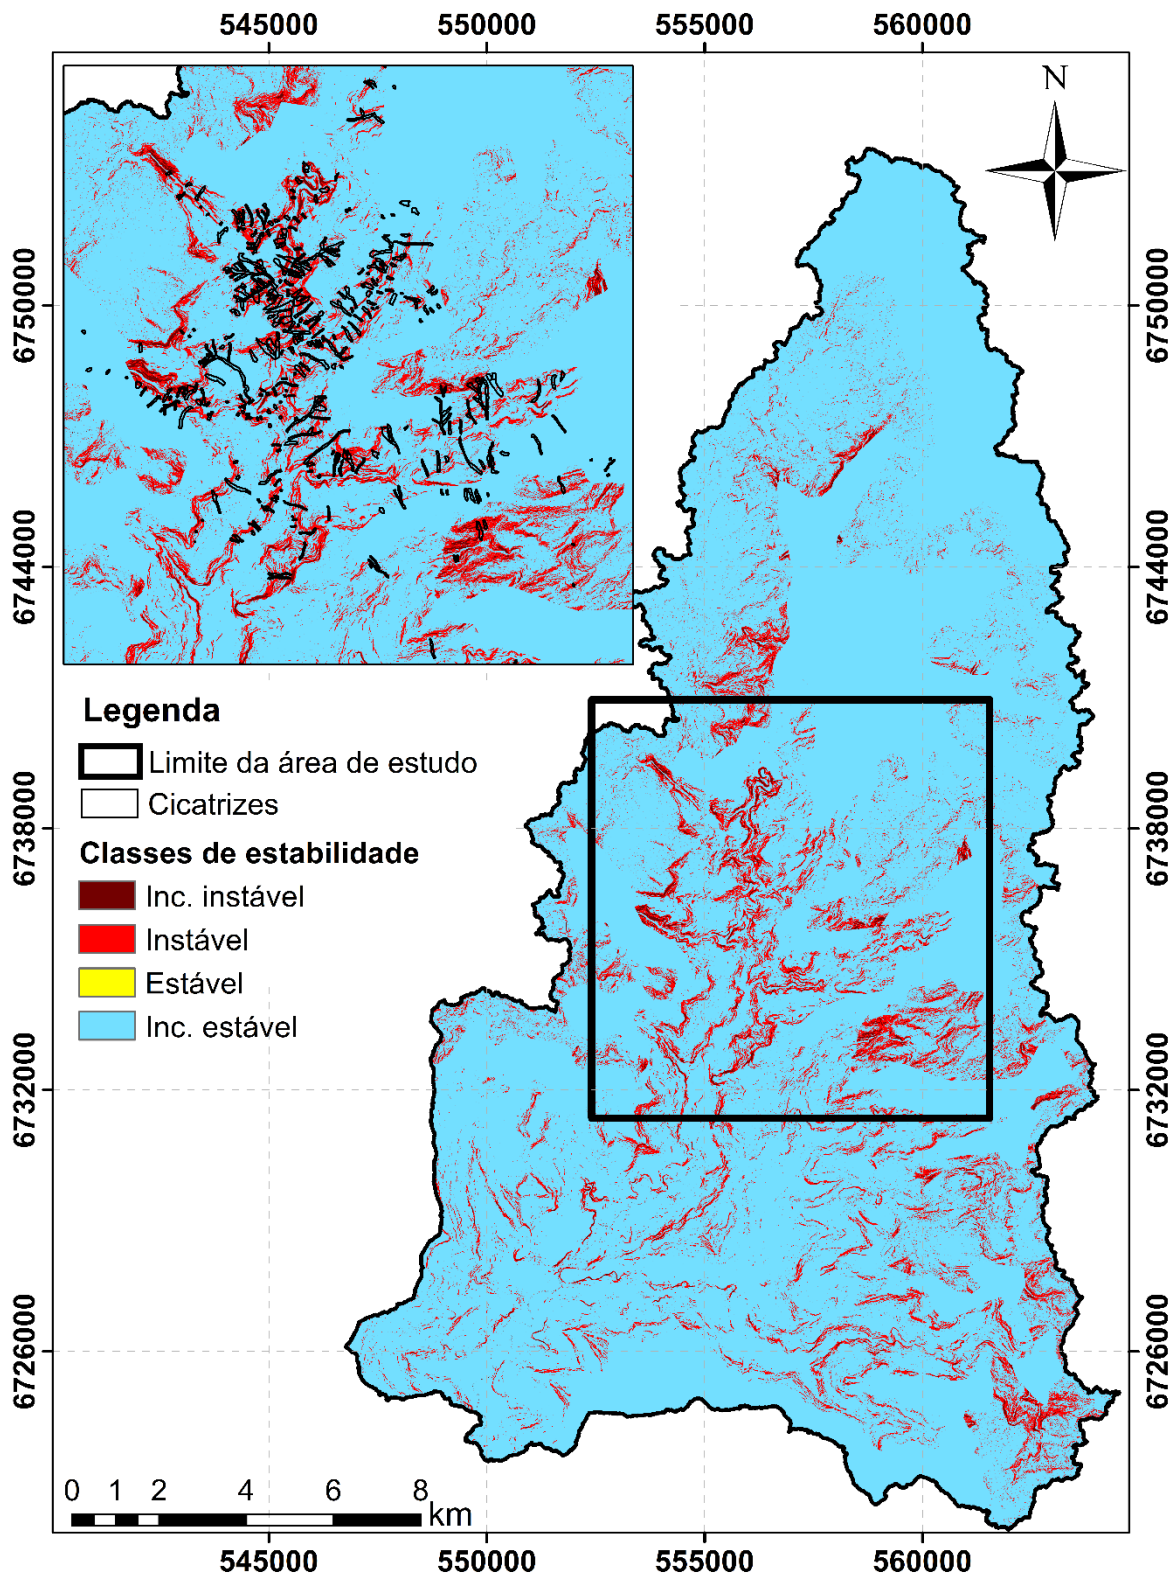 545000 550000 555000 560000
N
6750000 6750000
6744000 6744000
Legenda
Limite da área de estudo
Cicatrizes
6738000 6738000
Classes de estabilidade
Inc. instável
Instável
Estável
Inc. estável
6732000 6732000
6726000 6726000
0 1 2 4 6 8
km
545000 550000 555000 560000